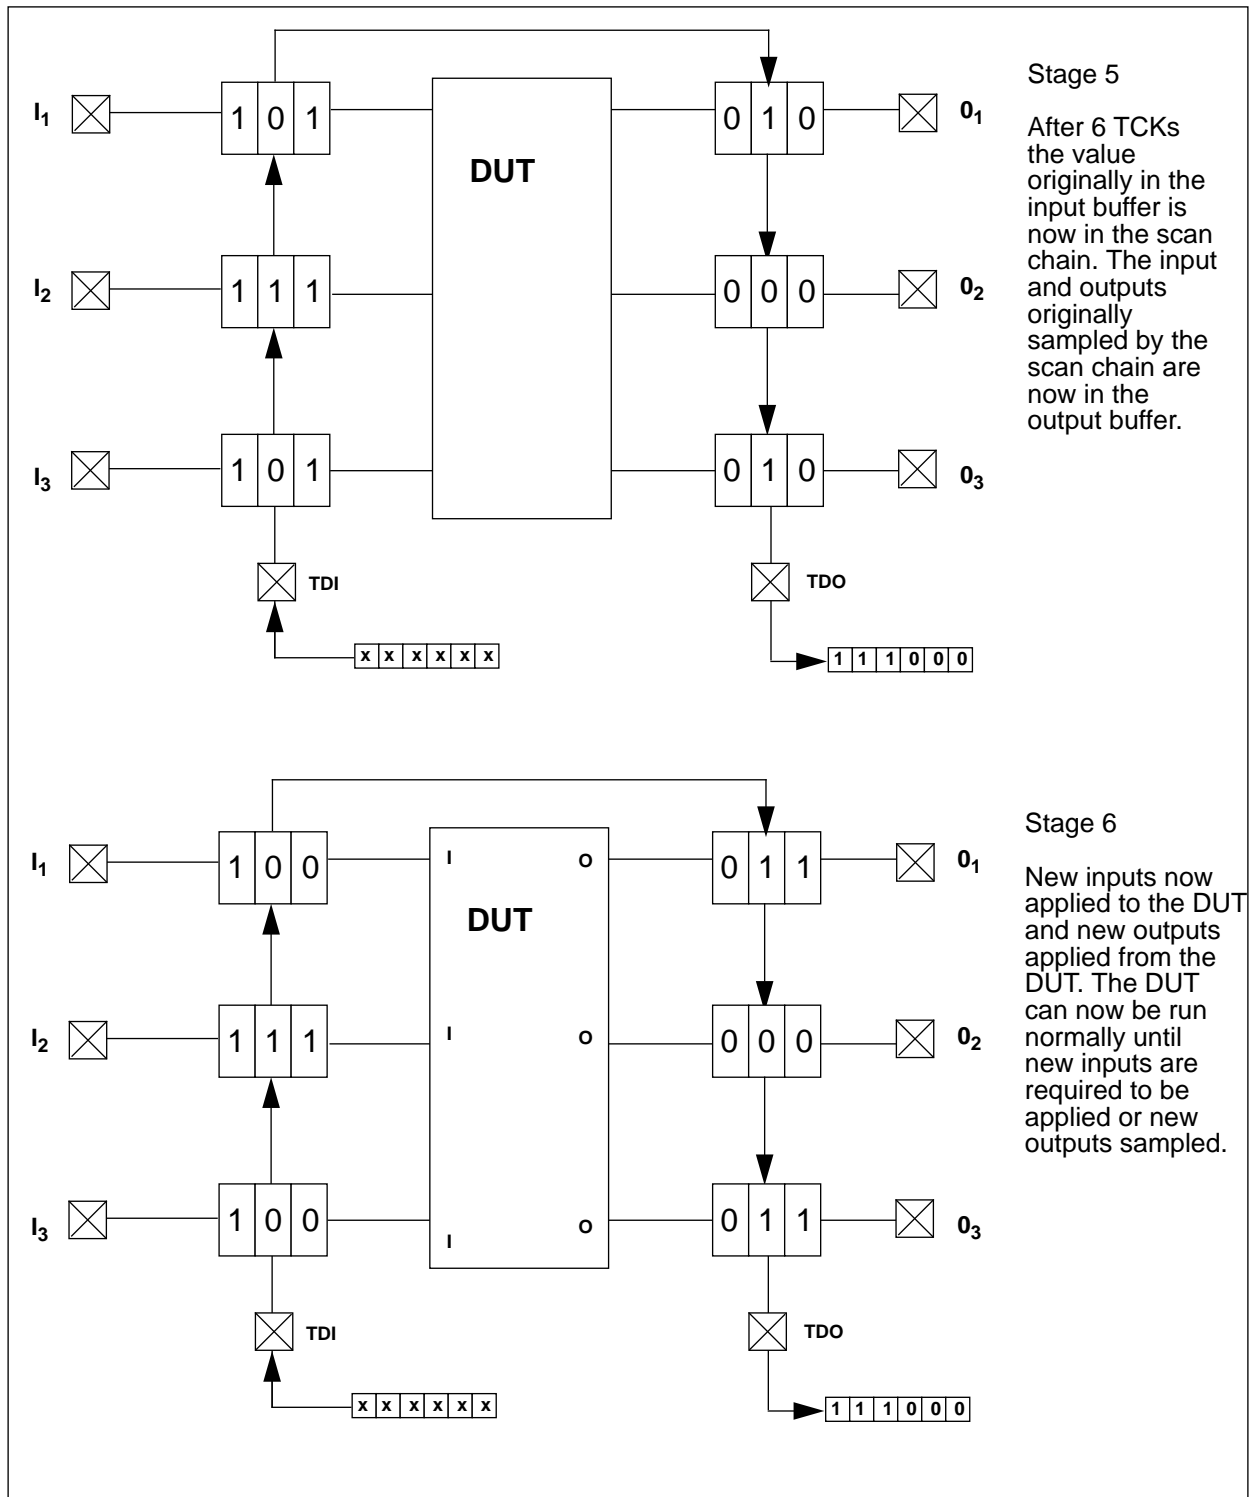 Stage 5
I1
1 0 1
0 1 0
01
After 6 TCKs
the value
originally in the
input buffer is
now in the scan
chain. The input
and outputs
originally
sampled by the
scan chain are
now in the
output buffer.
DUT
I2
1 1 1
0 0 0
02
I3
1 0 1
0 1 0
03
TDI
TDO
x x x x x x
1 1 1 0 0 0
Stage 6
I1
1 0 0
I
O
0 1 1
01
New inputs now
applied to the DUT
and new outputs
applied from the
DUT. The DUT
can now be run
normally until
new inputs are
required to be
applied or new
outputs sampled.
DUT
I2
1 1 1
I
O
0 0 0
02
I3
1 0 0
I
O
0 1 1
03
TDI
TDO
x x x x x x
1 1 1 0 0 0